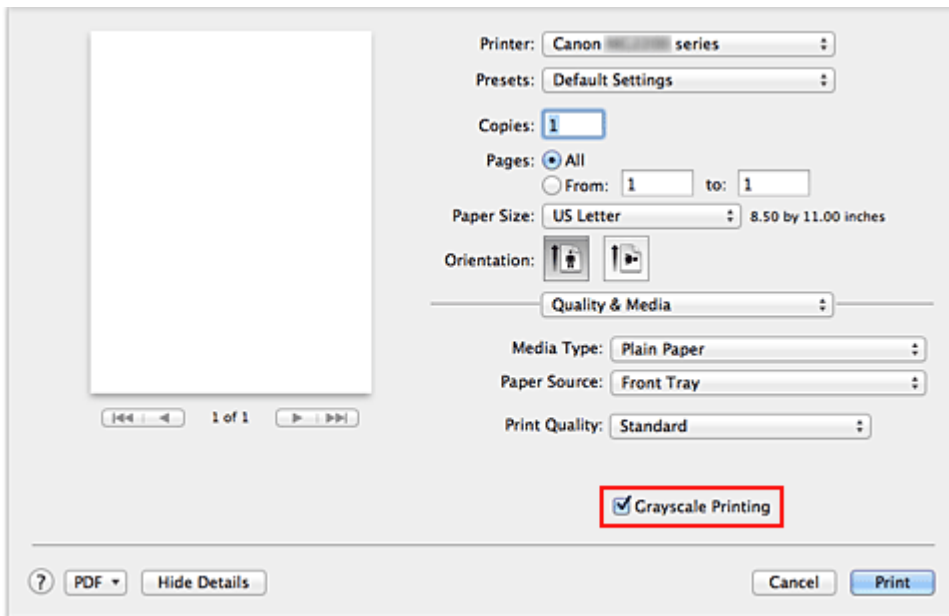 Printer: Canon series
Presets: Default Settings
Copies: 1
Pages: All
From: 1 to: 1
Paper Size: US Letter 8.50 by 11.00 inches
Orientation:
Quality & Media
Media Type: Plain Paper
Paper Source: Front Tray
1 of 1
Print Quality: Standard
Grayscale Printing
? PDF Hide Details Cancel Print